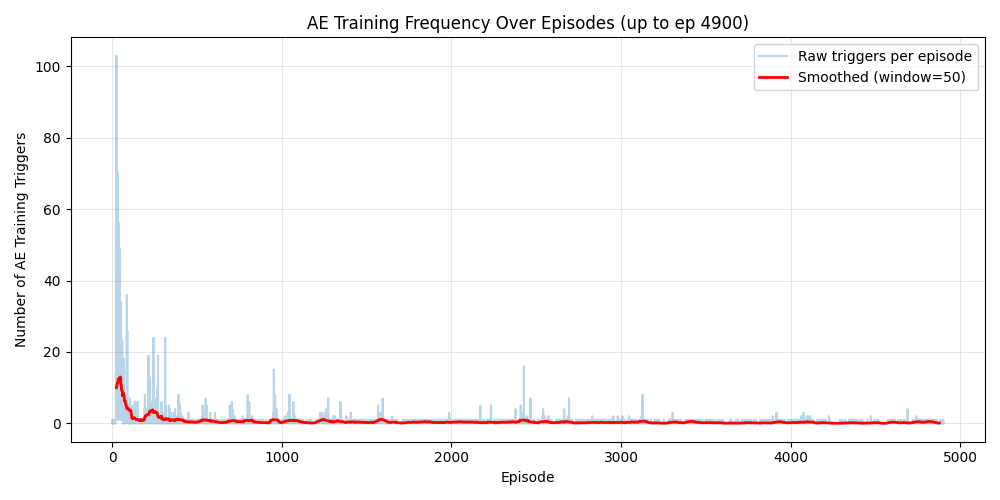 AE Training Frequency Over Episodes (up to ep 4900)
Raw triggers per episode
Smoothed (window=50)
Number of AE Training Triggers
100
80
60
40
20
0
0 1000 2000 3000 4000 5000
Episode